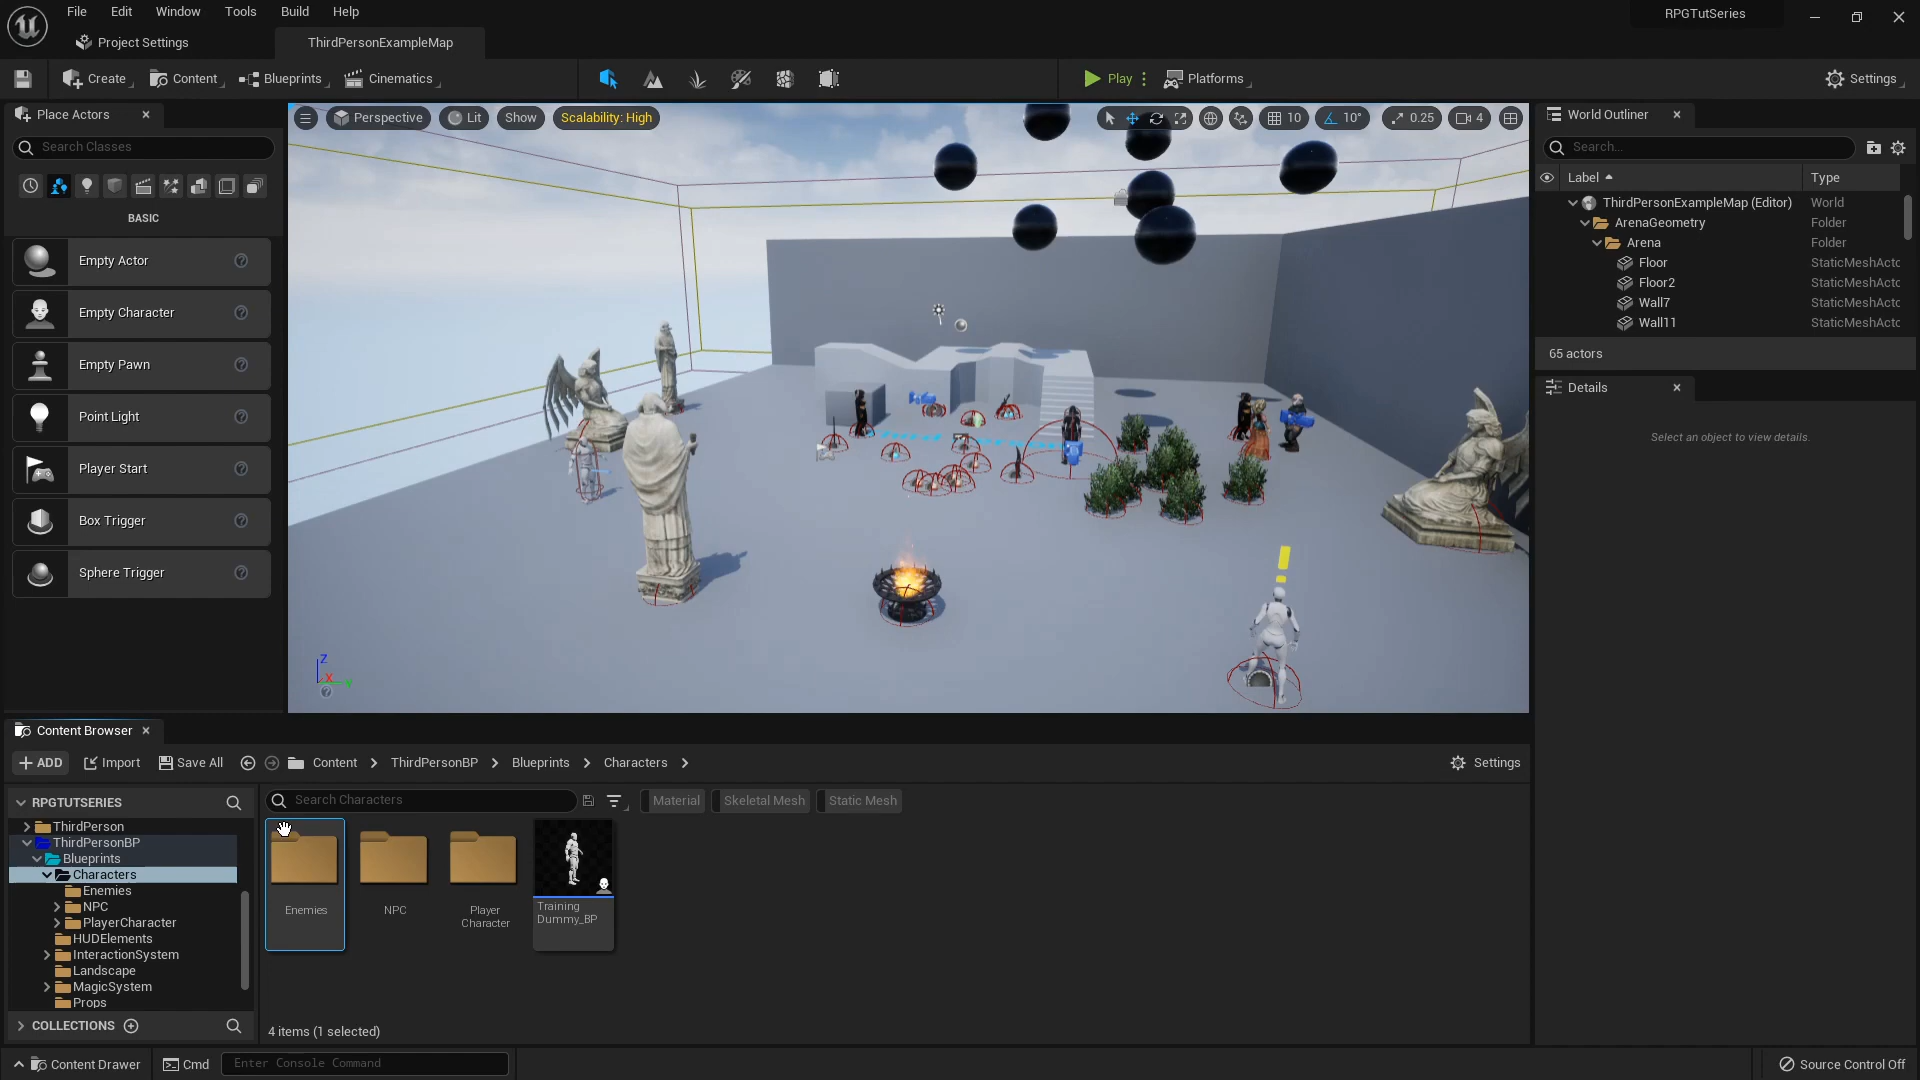 File Edit Window Tools Build Help
RPGTutSeries
Project Settings
ThirdPersonExampleMap
Create
Content
Blueprints
Cinematics
Play
Platforms
Settings
Place Actors
Search Classes
BASIC
Empty Actor
Empty Character
Empty Pawn
Point Light
Player Start
Box Trigger
Sphere Trigger
Perspective
Lit
Show
Scalability: High
10
10°
0.25
4
Z
X
World Outliner
Search...
Label Type
ThirdPersonExampleMap (Editor) World
ArenaGeometry Folder
Arena Folder
Floor StaticMeshActo
Floor2 StaticMeshActo
Wall7 StaticMeshActo
Wall11 StaticMeshActo
65 actors
Details
Select an object to view details.
Content Browser
ADD
Import
Save All
Content
ThirdPersonBP
Blueprints
Characters
Settings
RPGTUTSERIES
ThirdPerson
ThirdPersonBP
Blueprints
Characters
Enemies
NPC
PlayerCharacter
HUDElements
InteractionSystem
Landscape
MagicSystem
Props
COLLECTIONS
Search Characters
Material
Skeletal Mesh
Static Mesh
Enemies
NPC
Player
Character
Training
Dummy_BP
4 items (1 selected)
Content Drawer
Cmd
Enter Console Command
Source Control Off